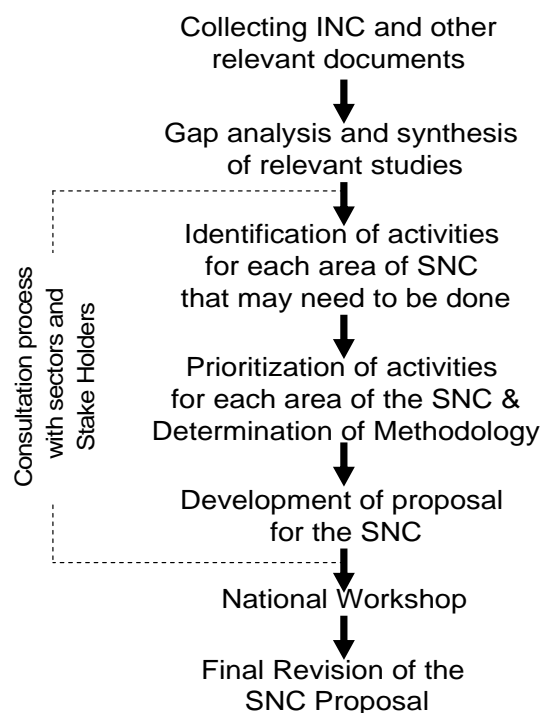 Collecting INC and other
relevant documents
Gap analysis and synthesis
of relevant studies
Identification of activities
for each area of SNC
that may need to be done
Prioritization of activities
for each area of the SNC &
Determination of Methodology
Development of proposal
for the SNC
National Workshop
Final Revision of the
SNC Proposal
Consultation process
with sectors and
Stake Holders